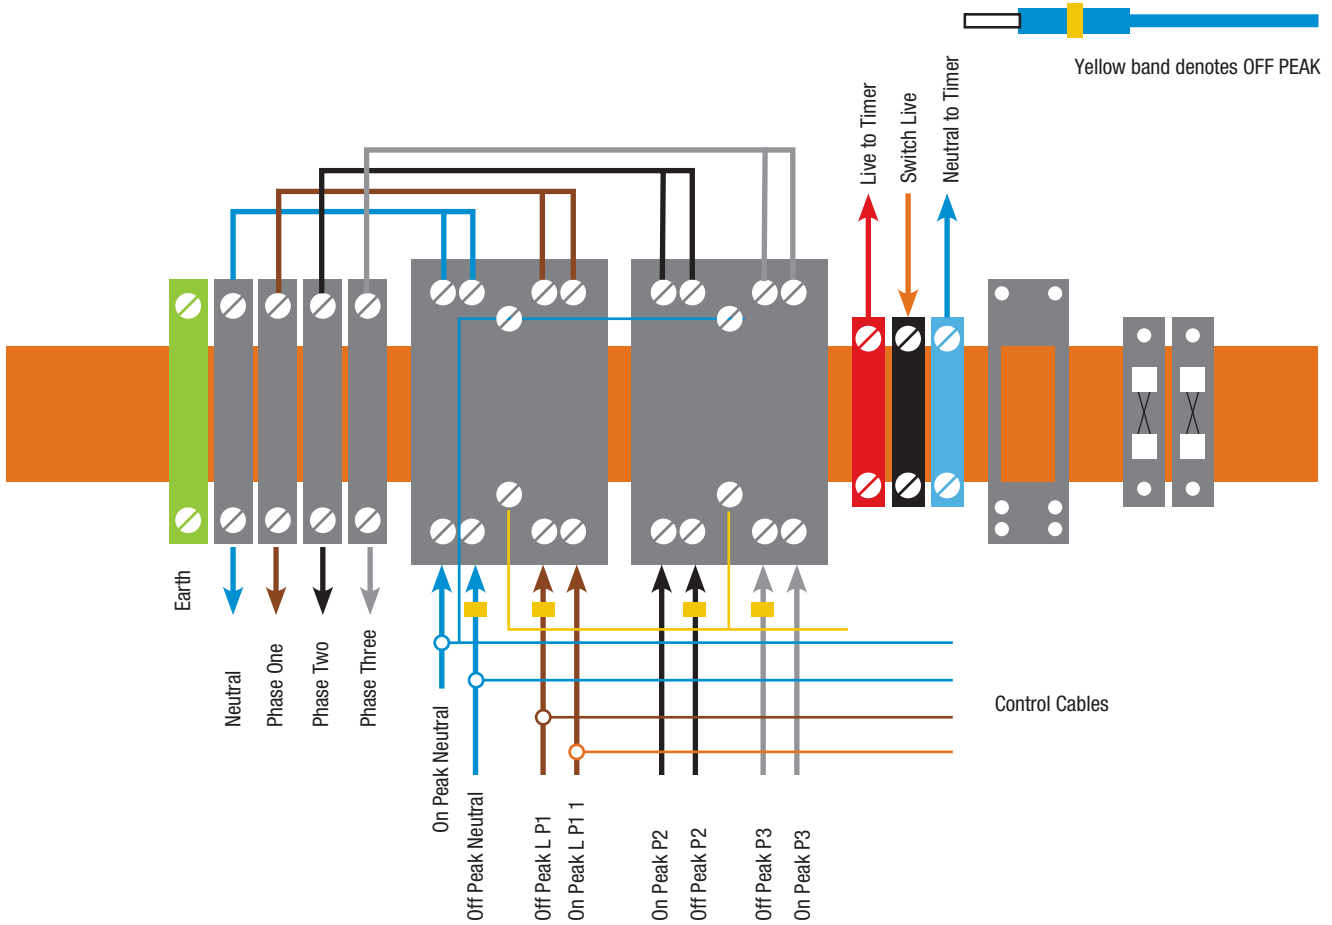 Yellow band denotes OFF PEAK
Live to Timer
Switch Live
Neutral to Timer
Earth
Neutral
Phase One
Phase Two
Phase Three
On Peak Neutral
Off Peak Neutral
Off Peak L P1
On Peak L P1 1
On Peak P2
Off Peak P2
Off Peak P3
On Peak P3
Control Cables